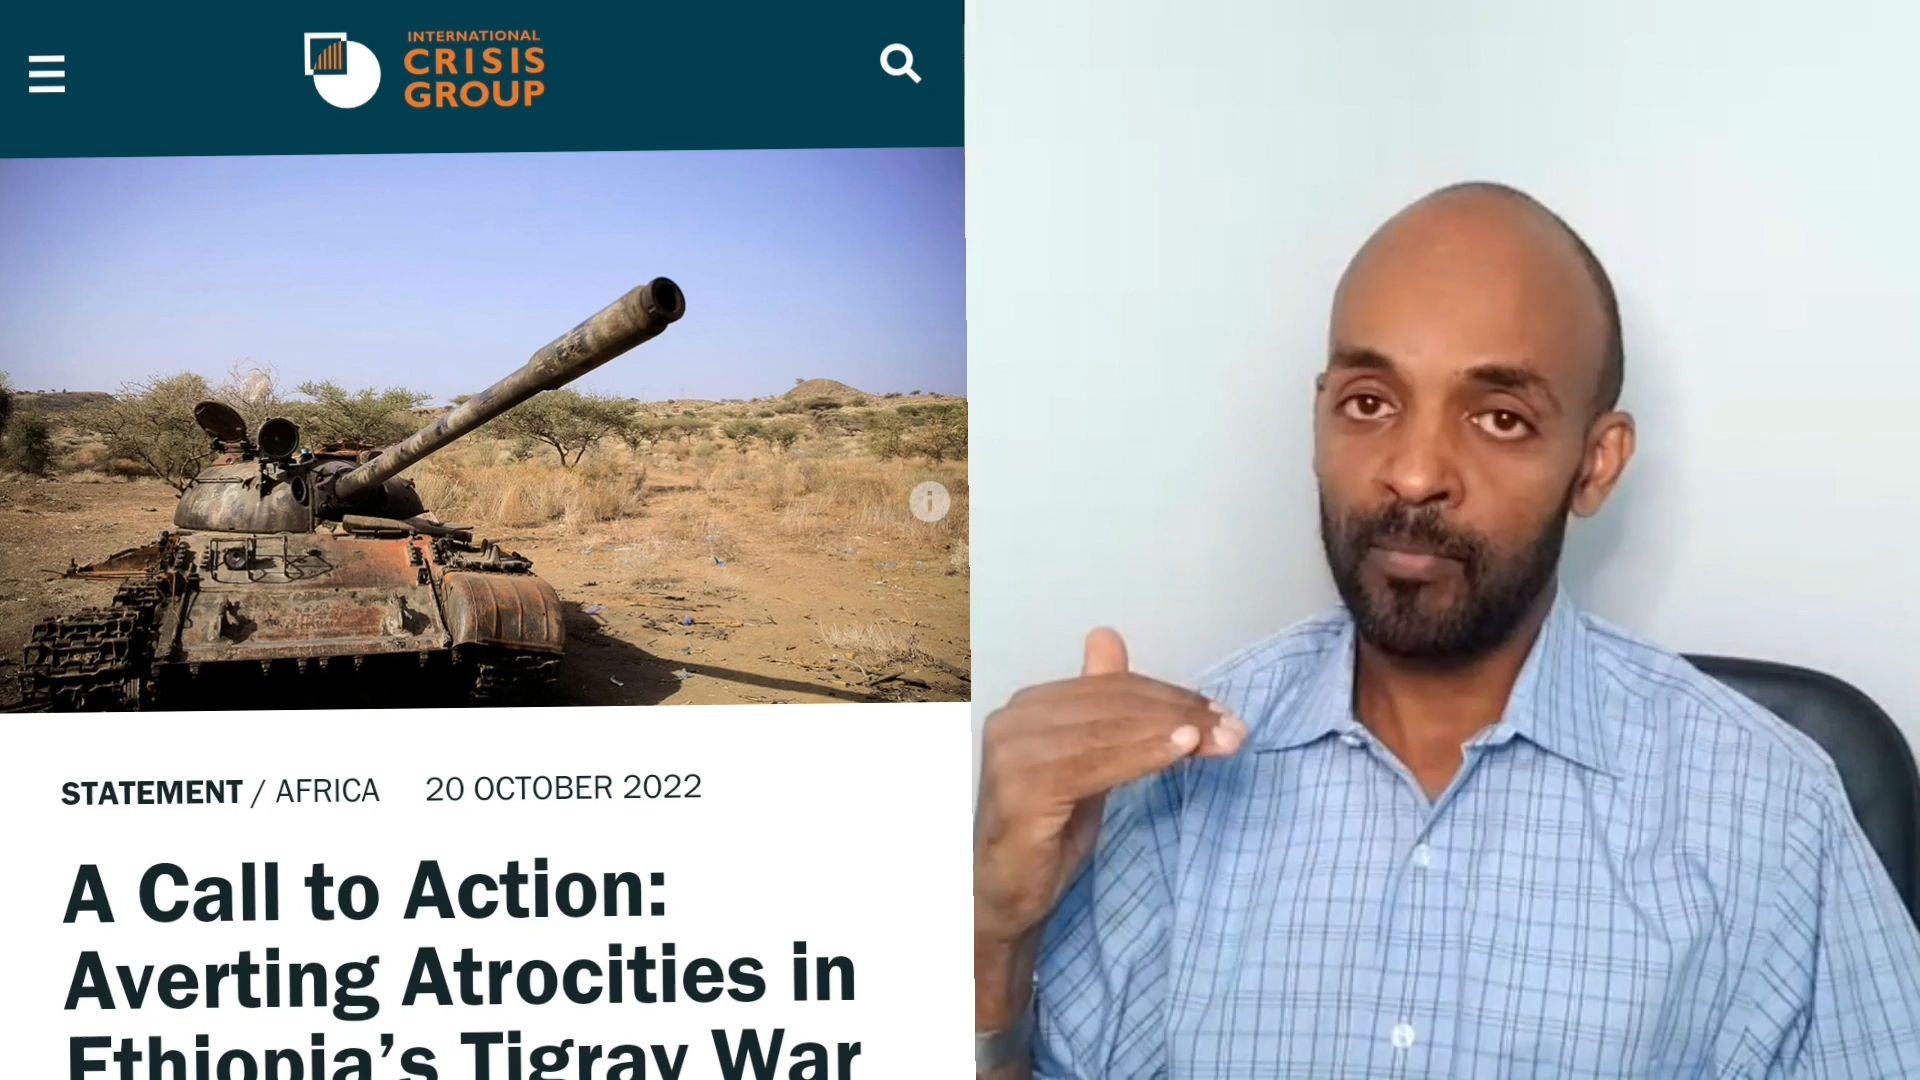 INTERNATIONAL
CRISIS
GROUP
STATEMENT / AFRICA 20 OCTOBER 2022
A Call to Action:
Averting Atrocities in
Ethiopia’s Tigray War